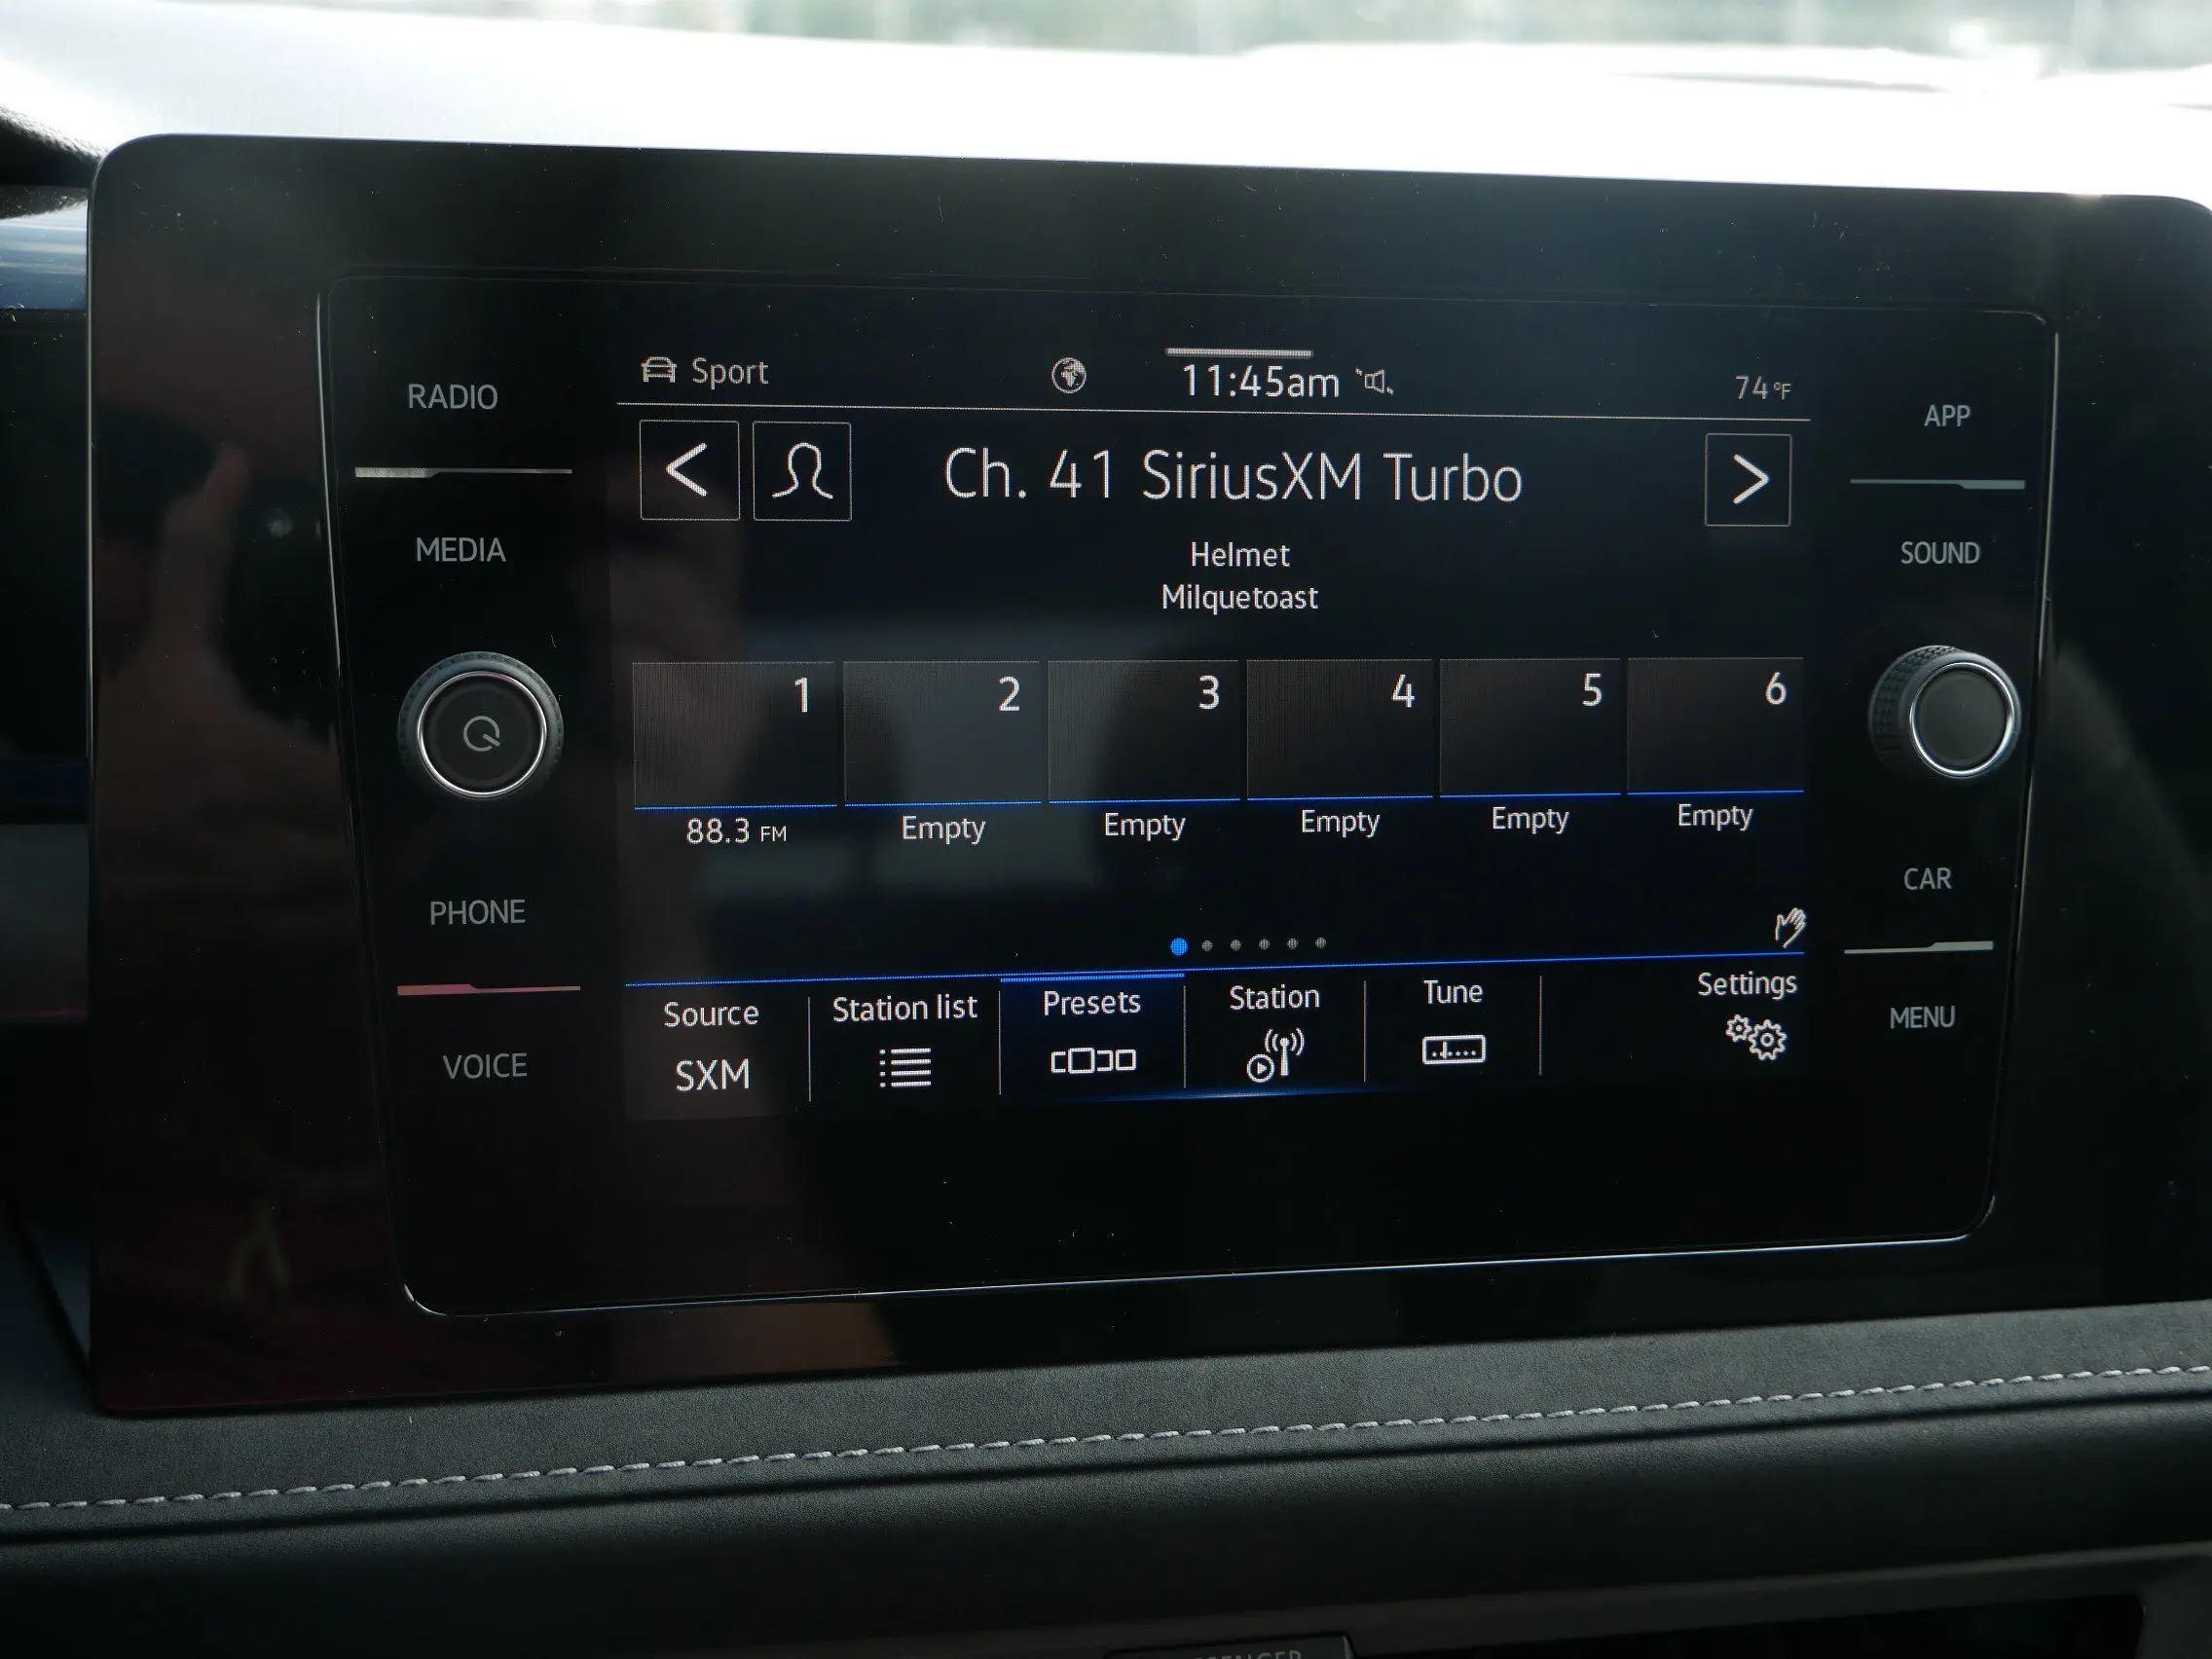 Sport
11:45am
74°F
RADIO
APP
Ch. 41 SiriusXM Turbo
MEDIA
SOUND
Helmet
Milquetoast
1
2
3
4
5
6
88.3 FM
Empty
Empty
Empty
Empty
Empty
PHONE
CAR
Source
SXM
Station list
Presets
Station
Tune
Settings
VOICE
MENU